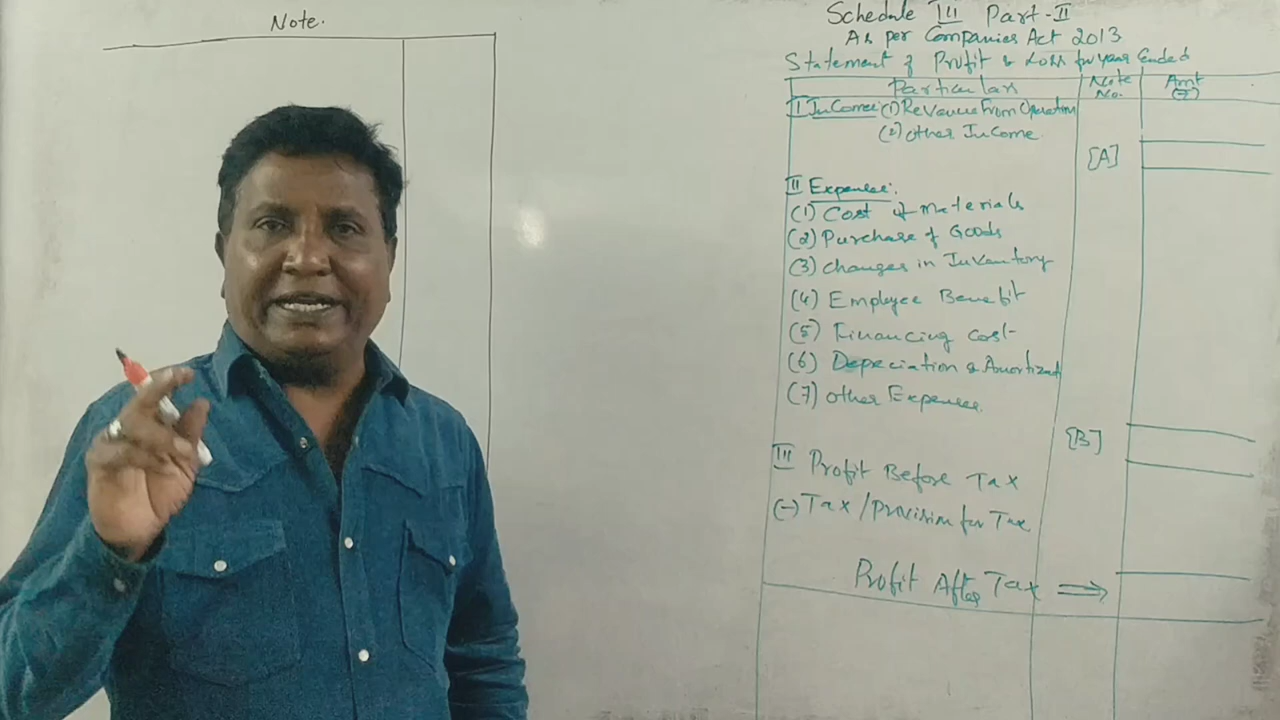 Note.
Schedule III Part-II
As per Companies Act 2013
Statement of Profit & Loss for year Ended
Particulars Note No. Amt (₹)
I Income: (1) Revenue From Operation
(2) Other Income
[A]
II Expenses:
(1) Cost of Materials
(2) Purchase of Goods
(3) Changes in Inventory
(4) Employee Benefit
(5) Financing Cost
(6) Depreciation & Amortizat
(7) Other Expenses.
[B]
III Profit Before Tax
(-) Tax/Provision for Tax
Profit After Tax ⇒